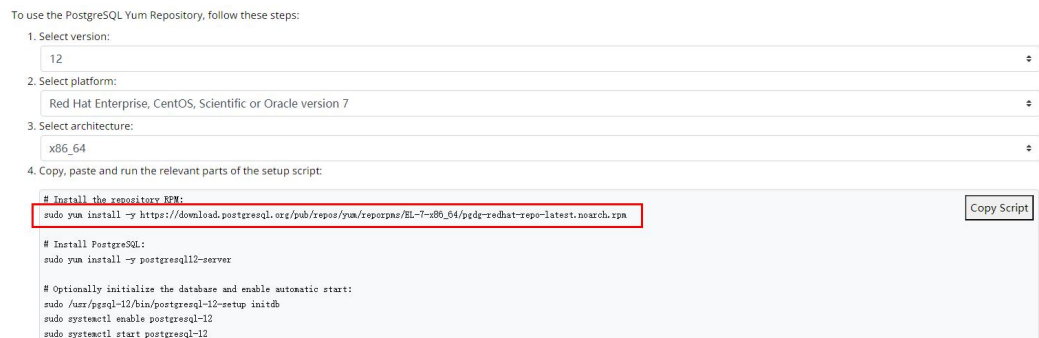 To use the PostgreSQL Yum Repository, follow these steps:
1. Select version:
12
2. Select platform:
Red Hat Enterprise, CentOS, Scientific or Oracle version 7
3. Select architecture:
x86_64
4. Copy, paste and run the relevant parts of the setup script:
# Install the repository RPM:
sudo yum install -y https://download.postgresql.org/pub/repos/yum/reporpms/EL-7-x86_64/pgdg-redhat-repo-latest.noarch.rpm
Copy Script
# Install PostgreSQL:
sudo yum install -y postgresql12-server
# Optionally initialize the database and enable automatic start:
sudo /usr/pgsql-12/bin/postgresql-12-setup initdb
sudo systemctl enable postgresql-12
sudo systemctl start postgresql-12